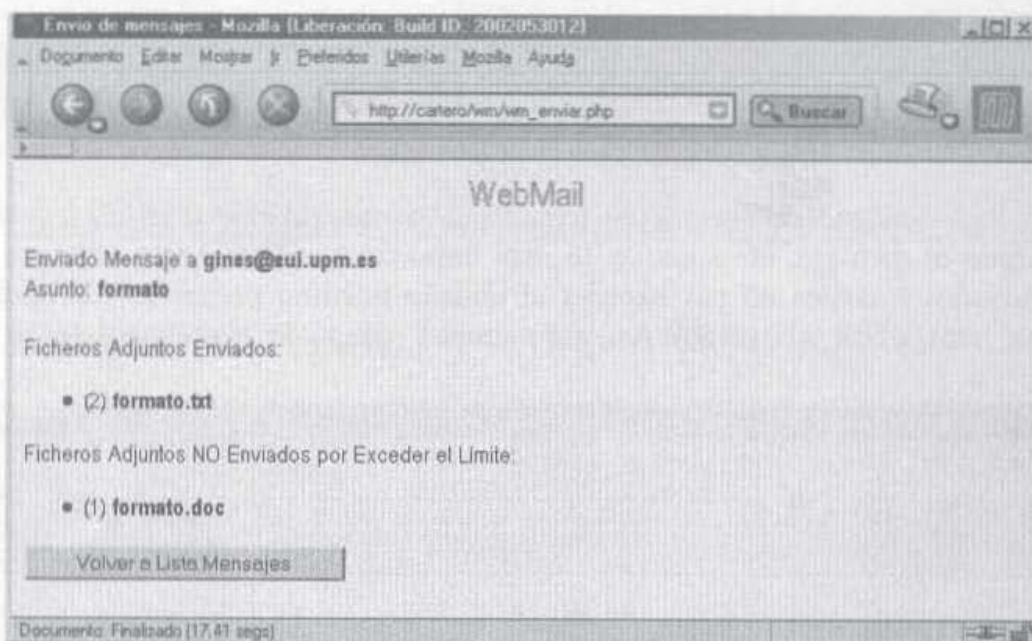 Envio de mensajes - Mozilla {Liberación: Build ID: 2002053012}
Documento Editar Mostrar Ir Preferidos Utilerías Mozilla Ayuda
http://cartero/wm/wm_enviar.php Buscar
WebMail
Enviado Mensaje a gines@eui.upm.es
Asunto: formato
Ficheros Adjuntos Enviados:
• (2) formato.txt
Ficheros Adjuntos NO Enviados por Exceder el Límite:
• (1) formato.doc
Volver a Lista Mensajes
Documento: Finalizado (17.41 segs)